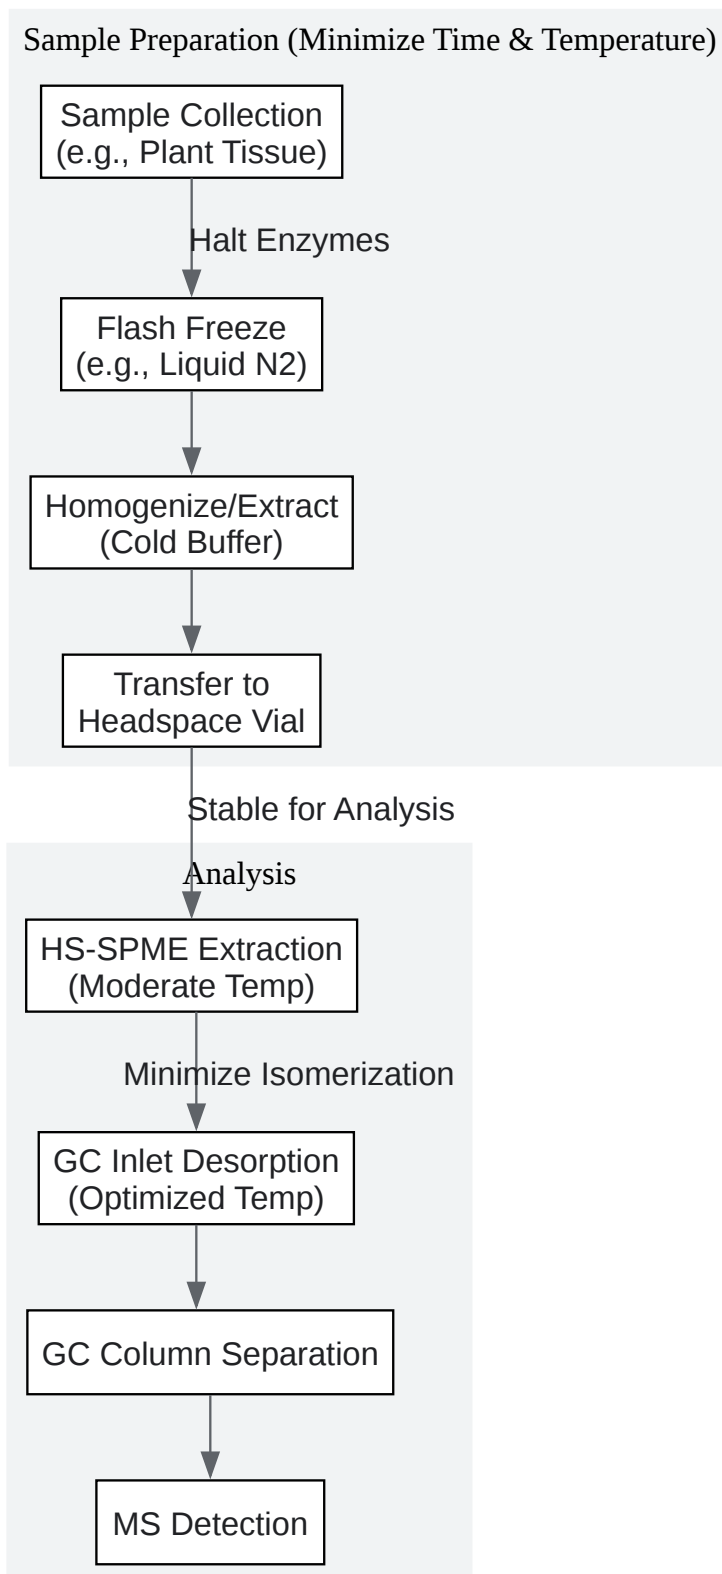 Sample Preparation (Minimize Time & Temperature)
Sample Collection
(e.g., Plant Tissue)
Halt Enzymes
Flash Freeze
(e.g., Liquid N2)
Homogenize/Extract
(Cold Buffer)
Transfer to
Headspace Vial
Stable for Analysis
Analysis
HS-SPME Extraction
(Moderate Temp)
Minimize Isomerization
GC Inlet Desorption
(Optimized Temp)
GC Column Separation
MS Detection